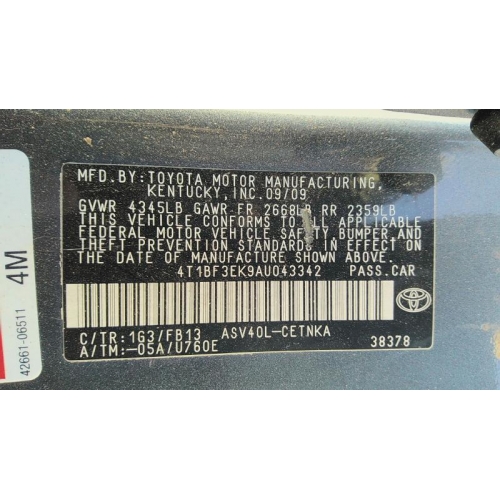 MFD.BY:TOYOTA MOTOR MANUFACTURING,
KENTUCKY,INC.09/09
GVWR 4345LB GAWR FR 2668LB RR 2359LB
THIS VEHICLE CONFORMS TO ALL APPLICABLE
FEDERAL MOTOR VEHICLE SAFETY, BUMPER, AND
THEFT PREVENTION STANDARDS IN EFFECT ON
THE DATE OF MANUFACTURE SHOWN ABOVE.
4T1BF3EK9AU043342 PASS.CAR
C/TR:1G3/FB13 ASV40L-CETNKA
A/TM:-05A/U760E 38378
TOYOTA
4M
42661-06511